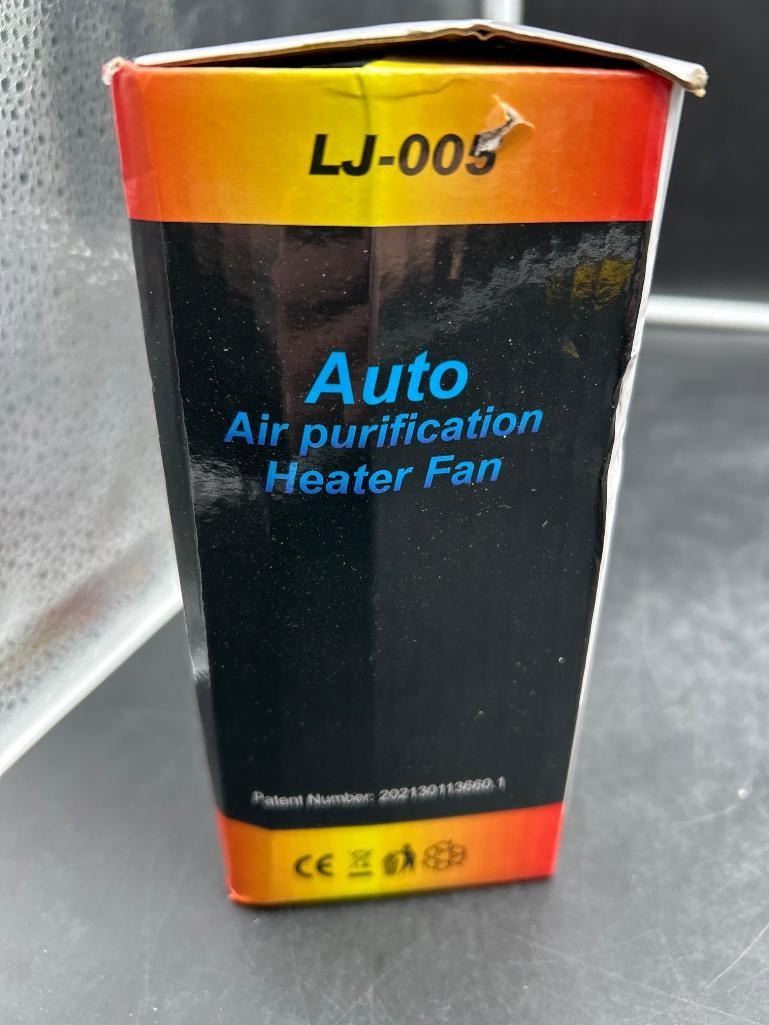 LJ-005
Auto
Air purification
Heater Fan
Patent Number: 202130113660.1
CE